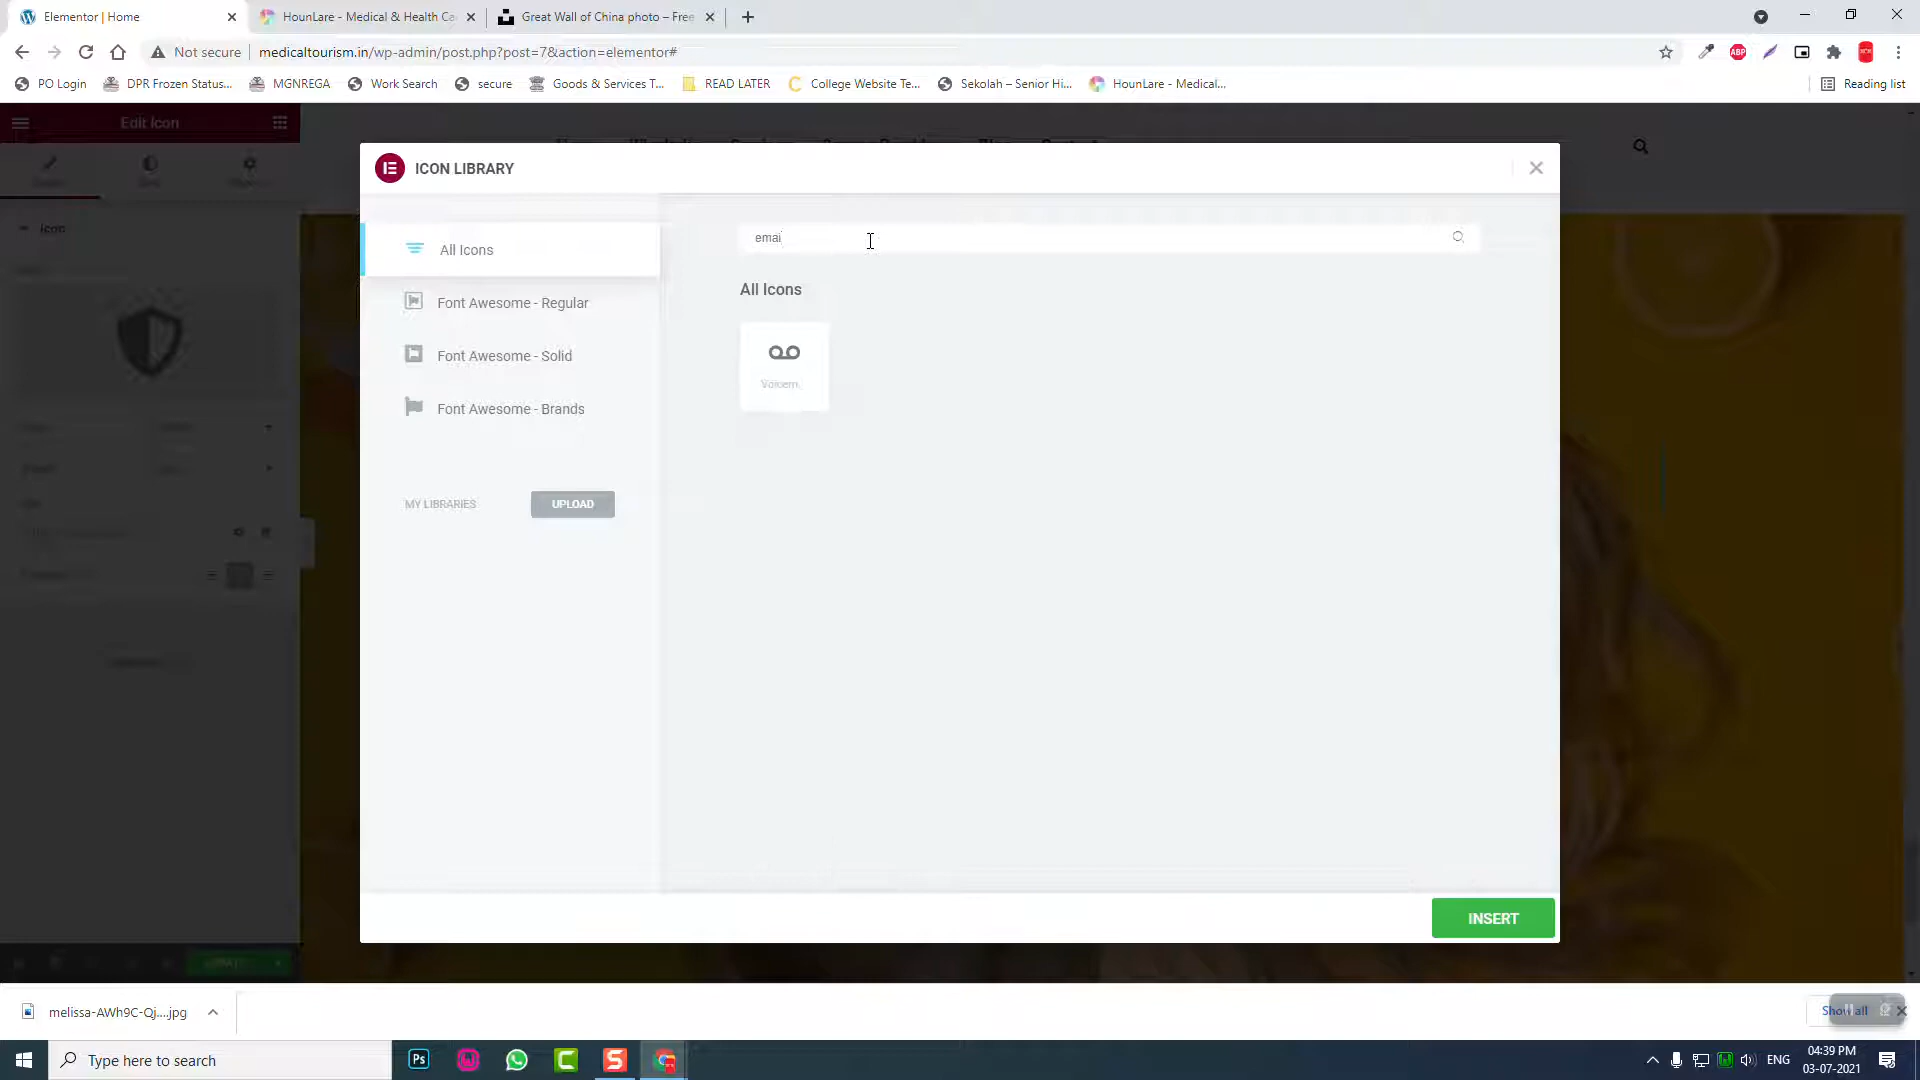 Elementor | Home
HounLare - Medical & Health Ca
Great Wall of China photo – Free
Not secure
medicaltourism.in/wp-admin/post.php?post=7&action=elementor#
PO Login
DPR Frozen Status...
MGNREGA
Work Search
secure
Goods & Services T...
READ LATER
College Website Te...
Sekolah – Senior Hi...
HounLare - Medical...
Reading list
Edit Icon
ICON LIBRARY
Icon
emai
All Icons
Font Awesome - Regular
Font Awesome - Solid
Font Awesome - Brands
MY LIBRARIES
UPLOAD
All Icons
Voicem.
INSERT
melissa-AWh9C-Qj....jpg
Show all
Type here to search
ENG
04:39 PM
03-07-2021